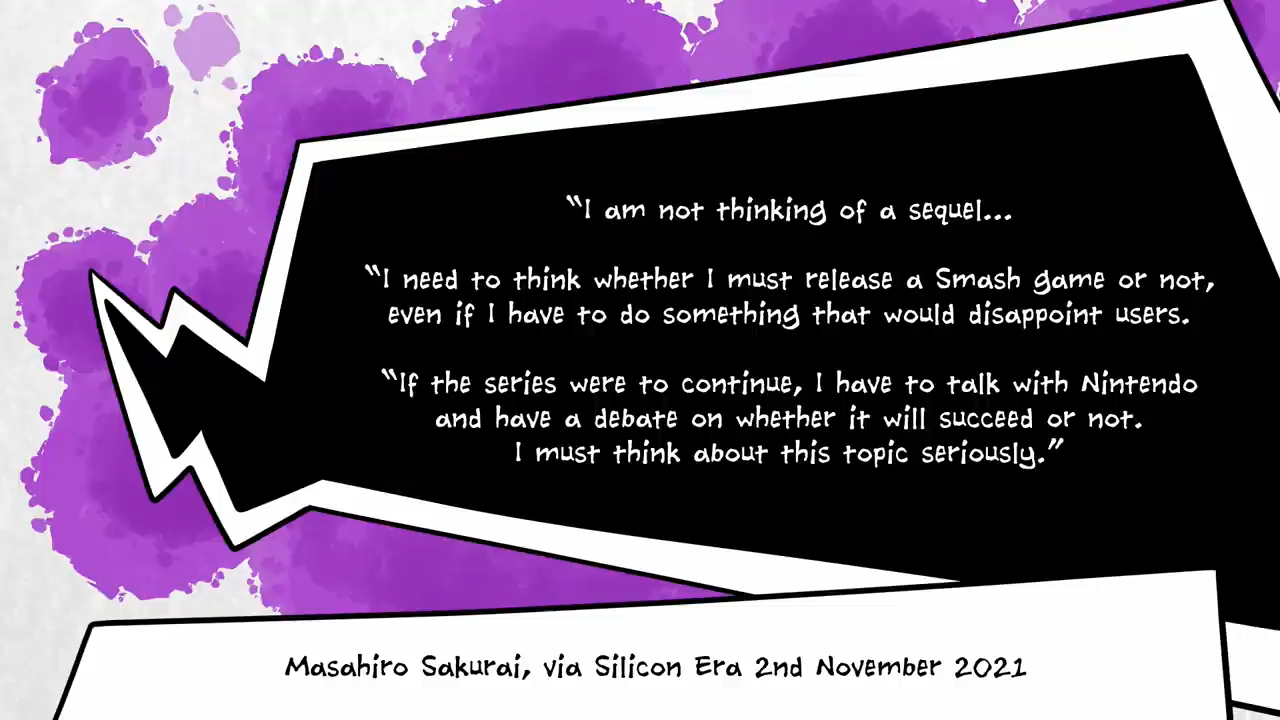 “I am not thinking of a sequel...
“I need to think whether I must release a Smash game or not,
even if I have to do something that would disappoint users.
“If the series were to continue, I have to talk with Nintendo
and have a debate on whether it will succeed or not.
I must think about this topic seriously.”
Masahiro Sakurai, via Silicon Era 2nd November 2021